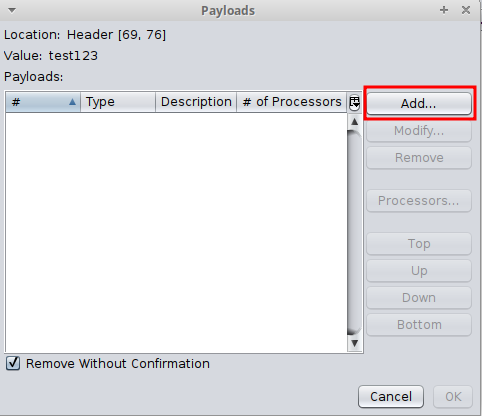 Payloads
Location: Header [69, 76]
Value: test123
Payloads:
# Type Description # of Processors
Add...
Modify...
Remove
Processors...
Top
Up
Down
Bottom
Remove Without Confirmation
Cancel OK